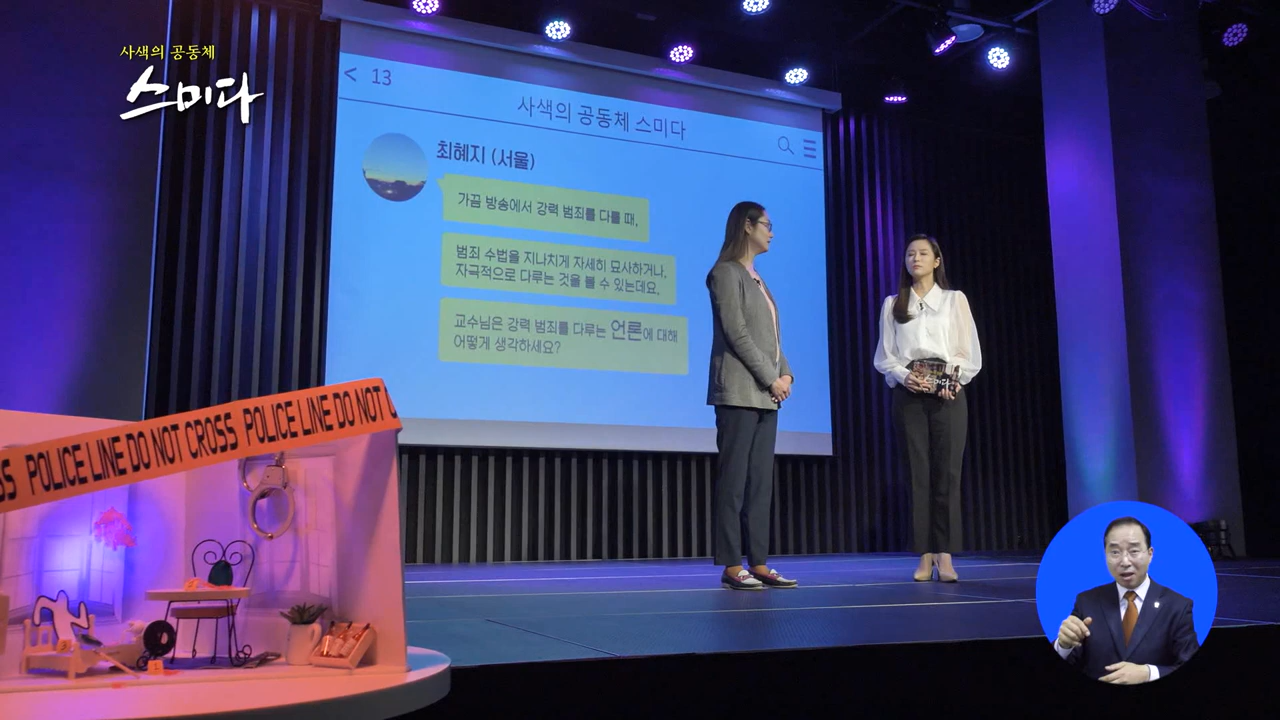 사색의 공동체
스미다
< 13
사색의 공동체 스미다
최혜지 (서울)
가끔 방송에서 강력 범죄를 다룰 때,
범죄 수법을 지나치게 자세히 묘사하거나,
자극적으로 다루는 것을 볼 수 있는데요,
교수님은 강력 범죄를 다루는 언론에 대해
어떻게 생각하세요?
스미다
SS POLICE LINE DO NOT CROSS POLICE LINE DO NOT C